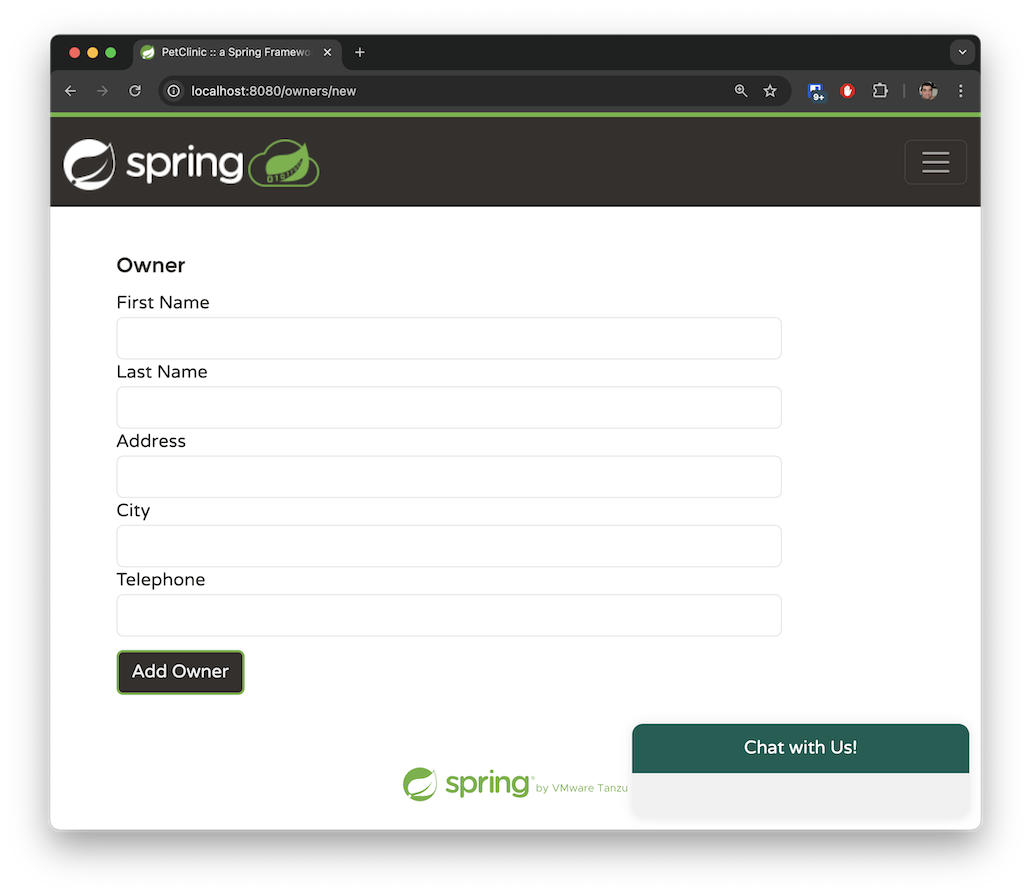 PetClinic :: a Spring Framewo
localhost:8080/owners/new
9+
spring
Owner
First Name
Last Name
Address
City
Telephone
Add Owner
Chat with Us!
spring® by VMware Tanzu